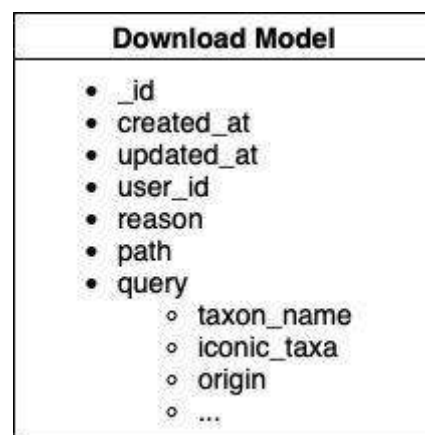 Download Model
• _id
• created_at
• updated_at
• user_id
• reason
• path
• query
◦ taxon_name
◦ iconic_taxa
◦ origin
◦ ...